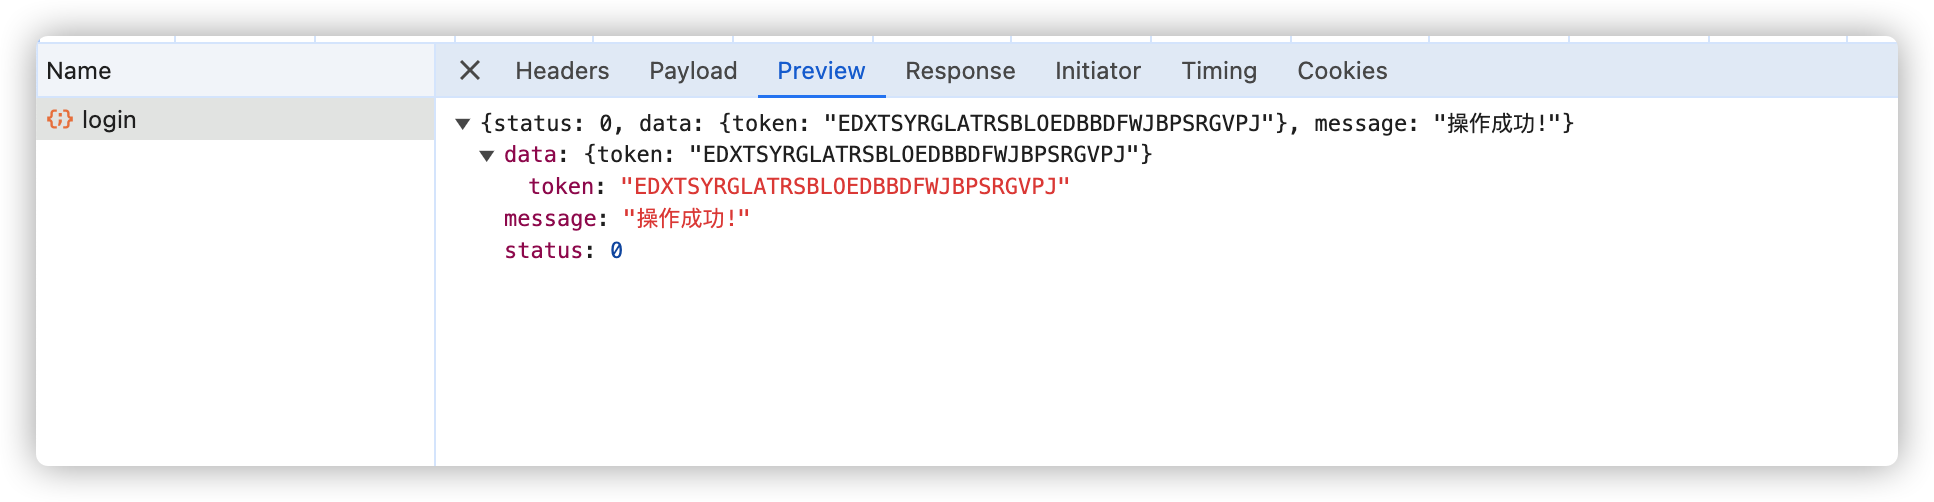 Name
Headers Payload Preview Response Initiator Timing Cookies
login
{status: 0, data: {token: "EDXTSYRGLATRSBLOEDBBDFWJBPSRGVPJ"}, message: "操作成功!"}
data: {token: "EDXTSYRGLATRSBLOEDBBDFWJBPSRGVPJ"}
token: "EDXTSYRGLATRSBLOEDBBDFWJBPSRGVPJ"
message: "操作成功!"
status: 0